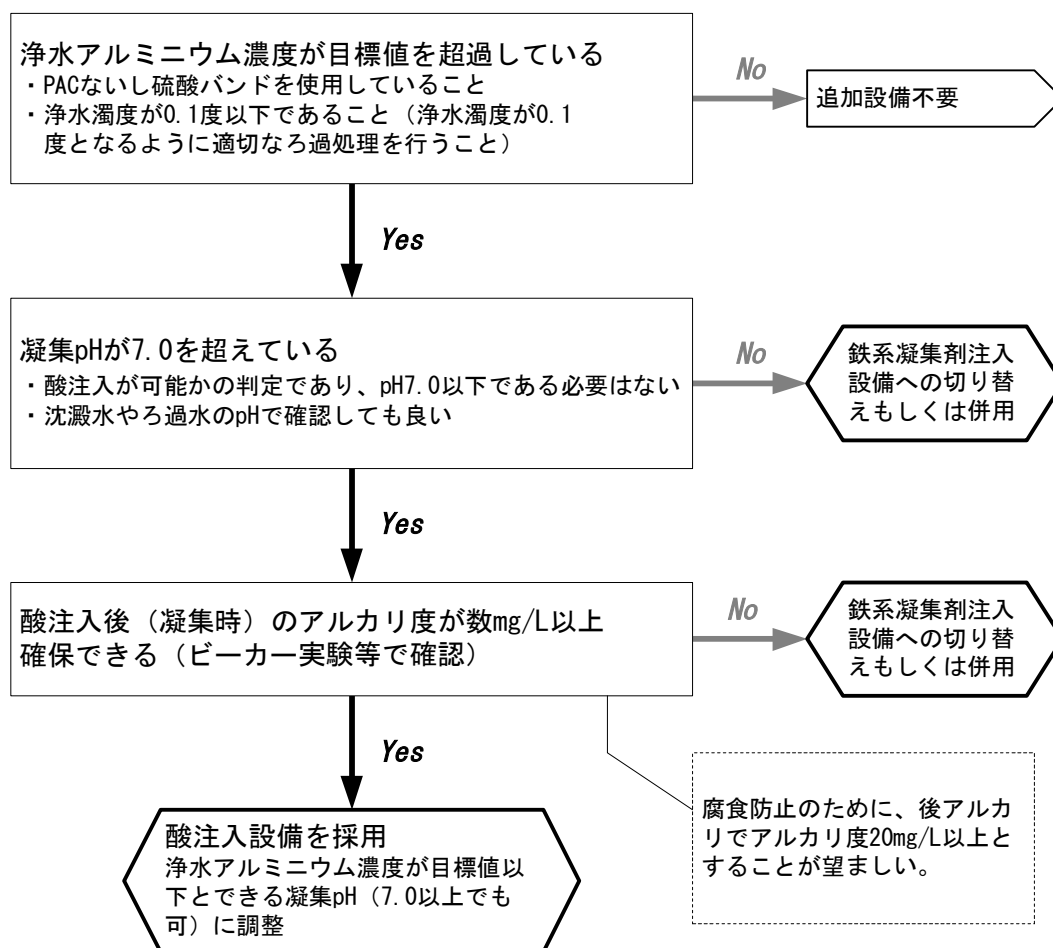 浄水アルミニウム濃度が目標値を超過している
・PACないし硫酸バンドを使用していること
・浄水濁度が0.1度以下であること（浄水濁度が0.1
度となるように適切なろ過処理を行うこと）
No
追加設備不要
Yes
凝集pHが7.0を超えている
・酸注入が可能かの判定であり、pH7.0以下である必要はない
・沈澱水やろ過水のpHで確認しても良い
No
鉄系凝集剤注入
設備への切り替
えもしくは併用
Yes
酸注入後（凝集時）のアルカリ度が数mg/L以上
確保できる（ビーカー実験等で確認）
No
鉄系凝集剤注入
設備への切り替
えもしくは併用
Yes
腐食防止のために、後アルカ
リでアルカリ度20mg/L以上と
することが望ましい。
酸注入設備を採用
浄水アルミニウム濃度が目標値以
下とできる凝集pH（7.0以上でも
可）に調整